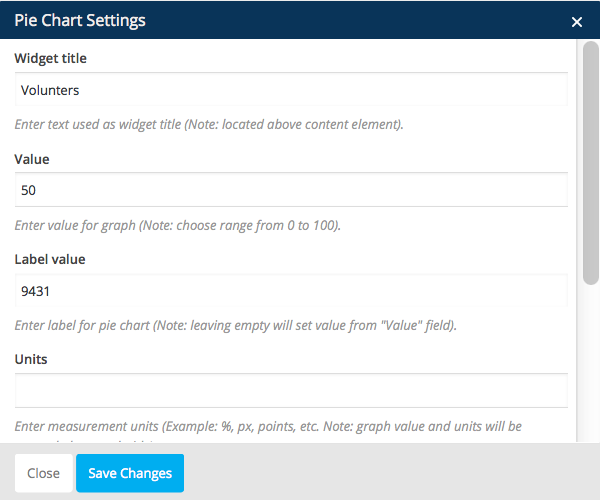 Pie Chart Settings ×
Widget title
Volunters
Enter text used as widget title (Note: located above content element).
Value
50
Enter value for graph (Note: choose range from 0 to 100).
Label value
9431
Enter label for pie chart (Note: leaving empty will set value from "Value" field).
Units
Enter measurement units (Example: %, px, points, etc. Note: graph value and units will be
Close Save Changes